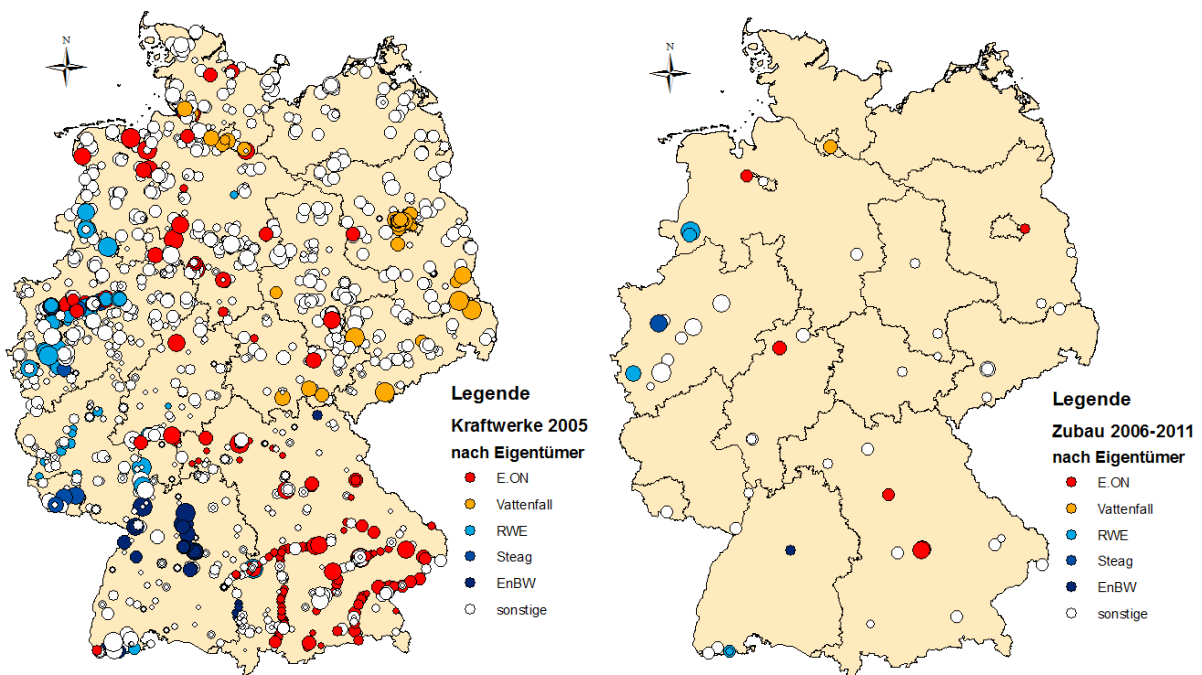 N
Legende
Kraftwerke 2005
nach Eigentümer
E.ON
Vattenfall
RWE
Steag
EnBW
sonstige
N
Legende
Zubau 2006-2011
nach Eigentümer
E.ON
Vattenfall
RWE
Steag
EnBW
sonstige